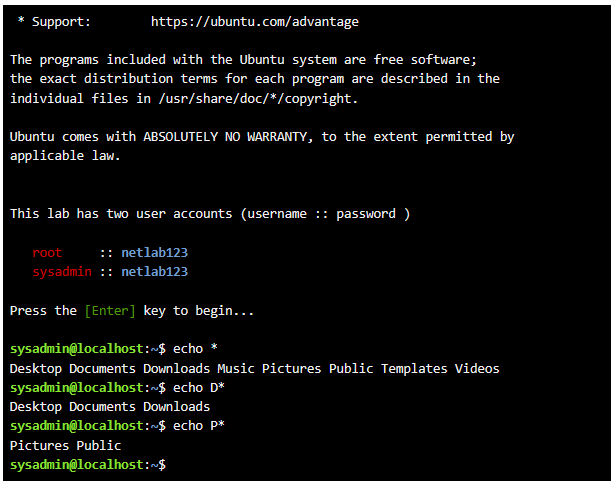 * Support:        https://ubuntu.com/advantage
The programs included with the Ubuntu system are free software;
the exact distribution terms for each program are described in the
individual files in /usr/share/doc/*/copyright.
Ubuntu comes with ABSOLUTELY NO WARRANTY, to the extent permitted by
applicable law.
This lab has two user accounts (username :: password )
root     :: netlab123
sysadmin :: netlab123
Press the [Enter] key to begin...
sysadmin@localhost:~$ echo *
Desktop Documents Downloads Music Pictures Public Templates Videos
sysadmin@localhost:~$ echo D*
Desktop Documents Downloads
sysadmin@localhost:~$ echo P*
Pictures Public
sysadmin@localhost:~$